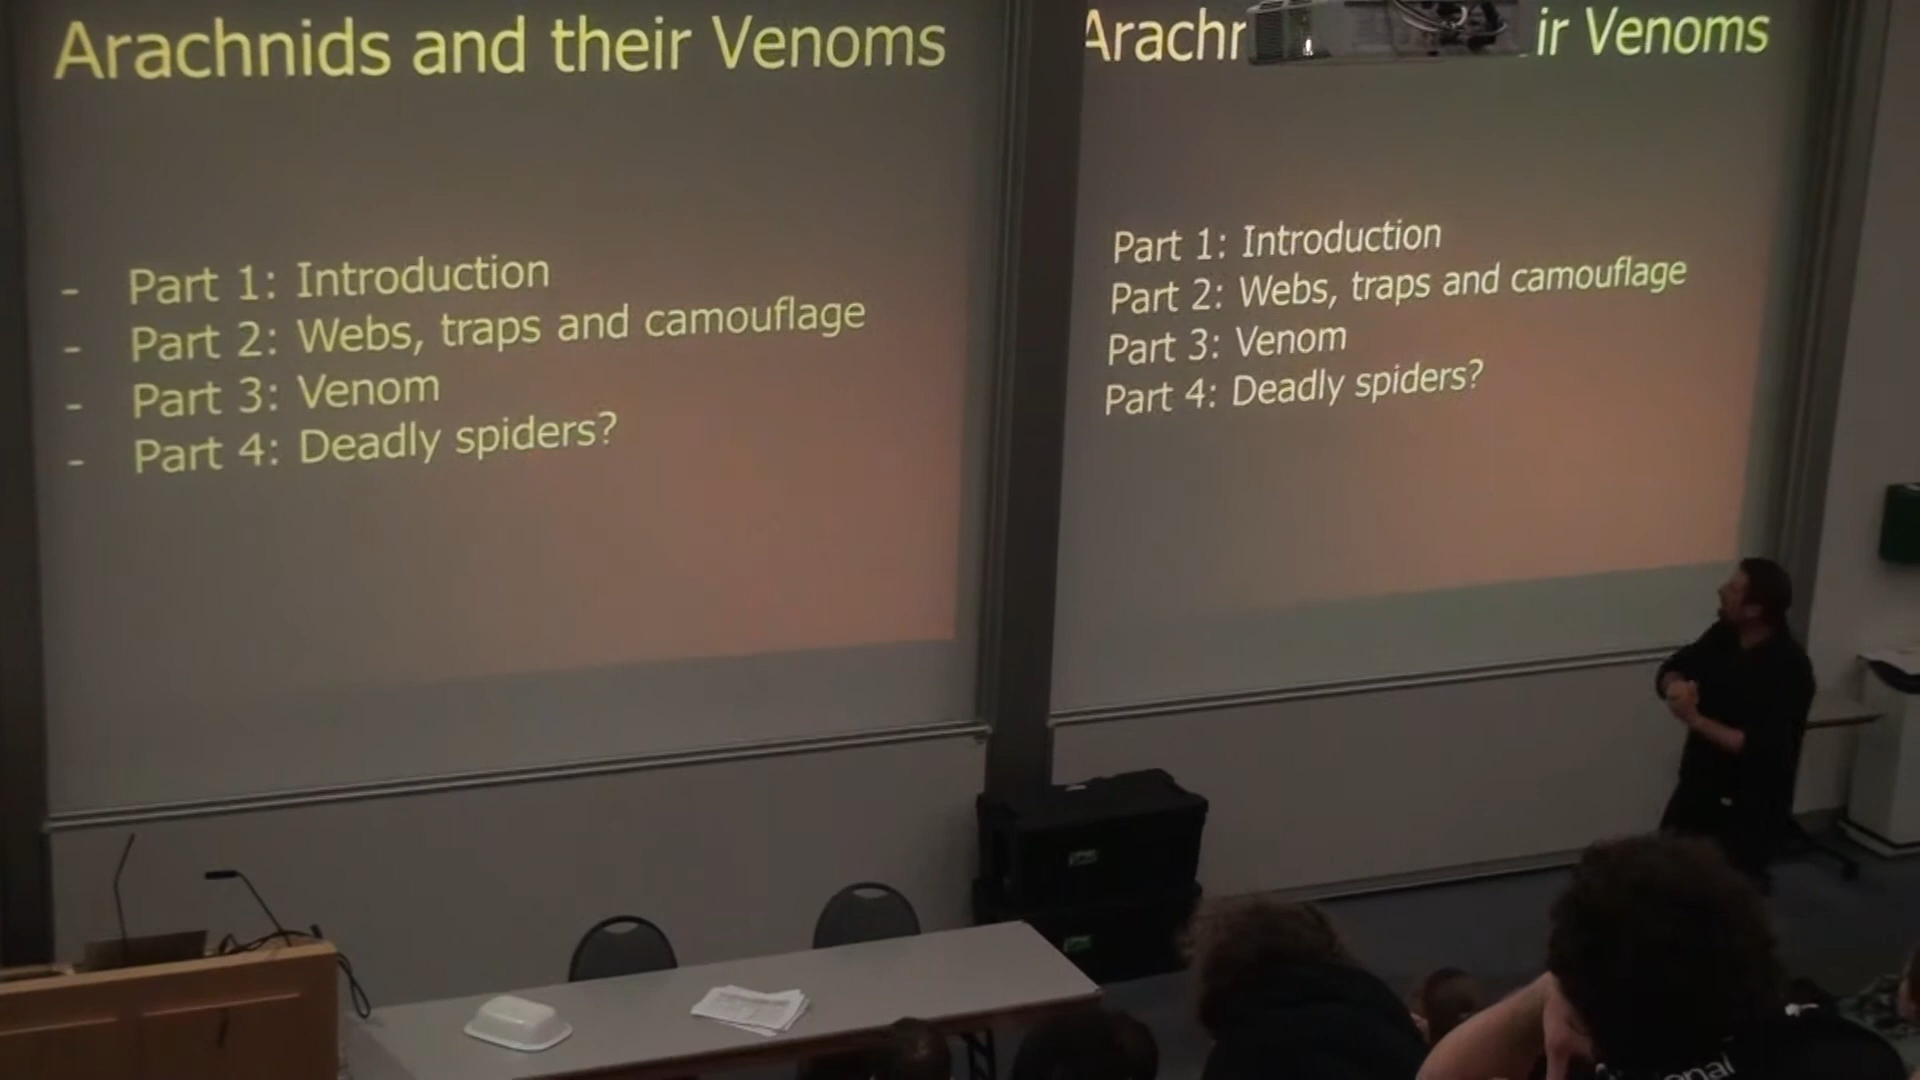 Arachnids and their Venoms
- Part 1: Introduction
- Part 2: Webs, traps and camouflage
- Part 3: Venom
- Part 4: Deadly spiders?
Arachn ir Venoms
Part 1: Introduction
Part 2: Webs, traps and camouflage
Part 3: Venom
Part 4: Deadly spiders?